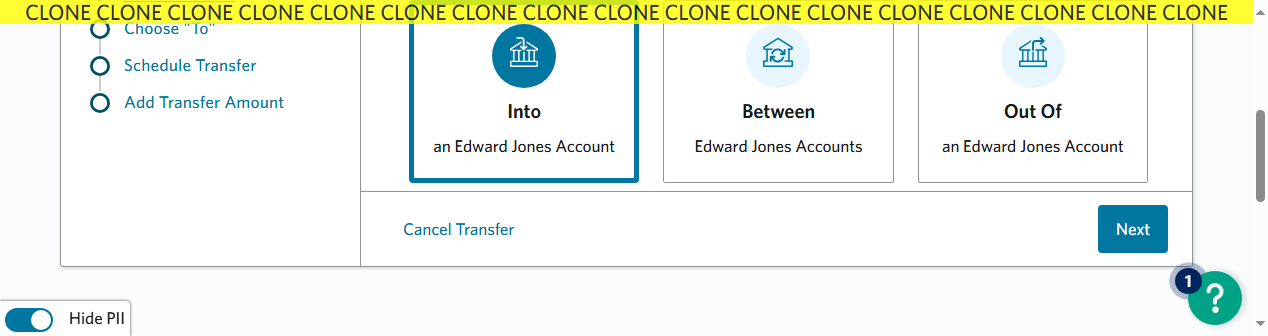 CLONE CLONE CLONE CLONE CLONE CLONE CLONE CLONE CLONE CLONE CLONE CLONE CLONE CLONE CLONE CLONE CLONE
Choose "To"
Schedule Transfer
Add Transfer Amount
Into
an Edward Jones Account
Between
Edward Jones Accounts
Out Of
an Edward Jones Account
Cancel Transfer
Next
1
?
Hide PII